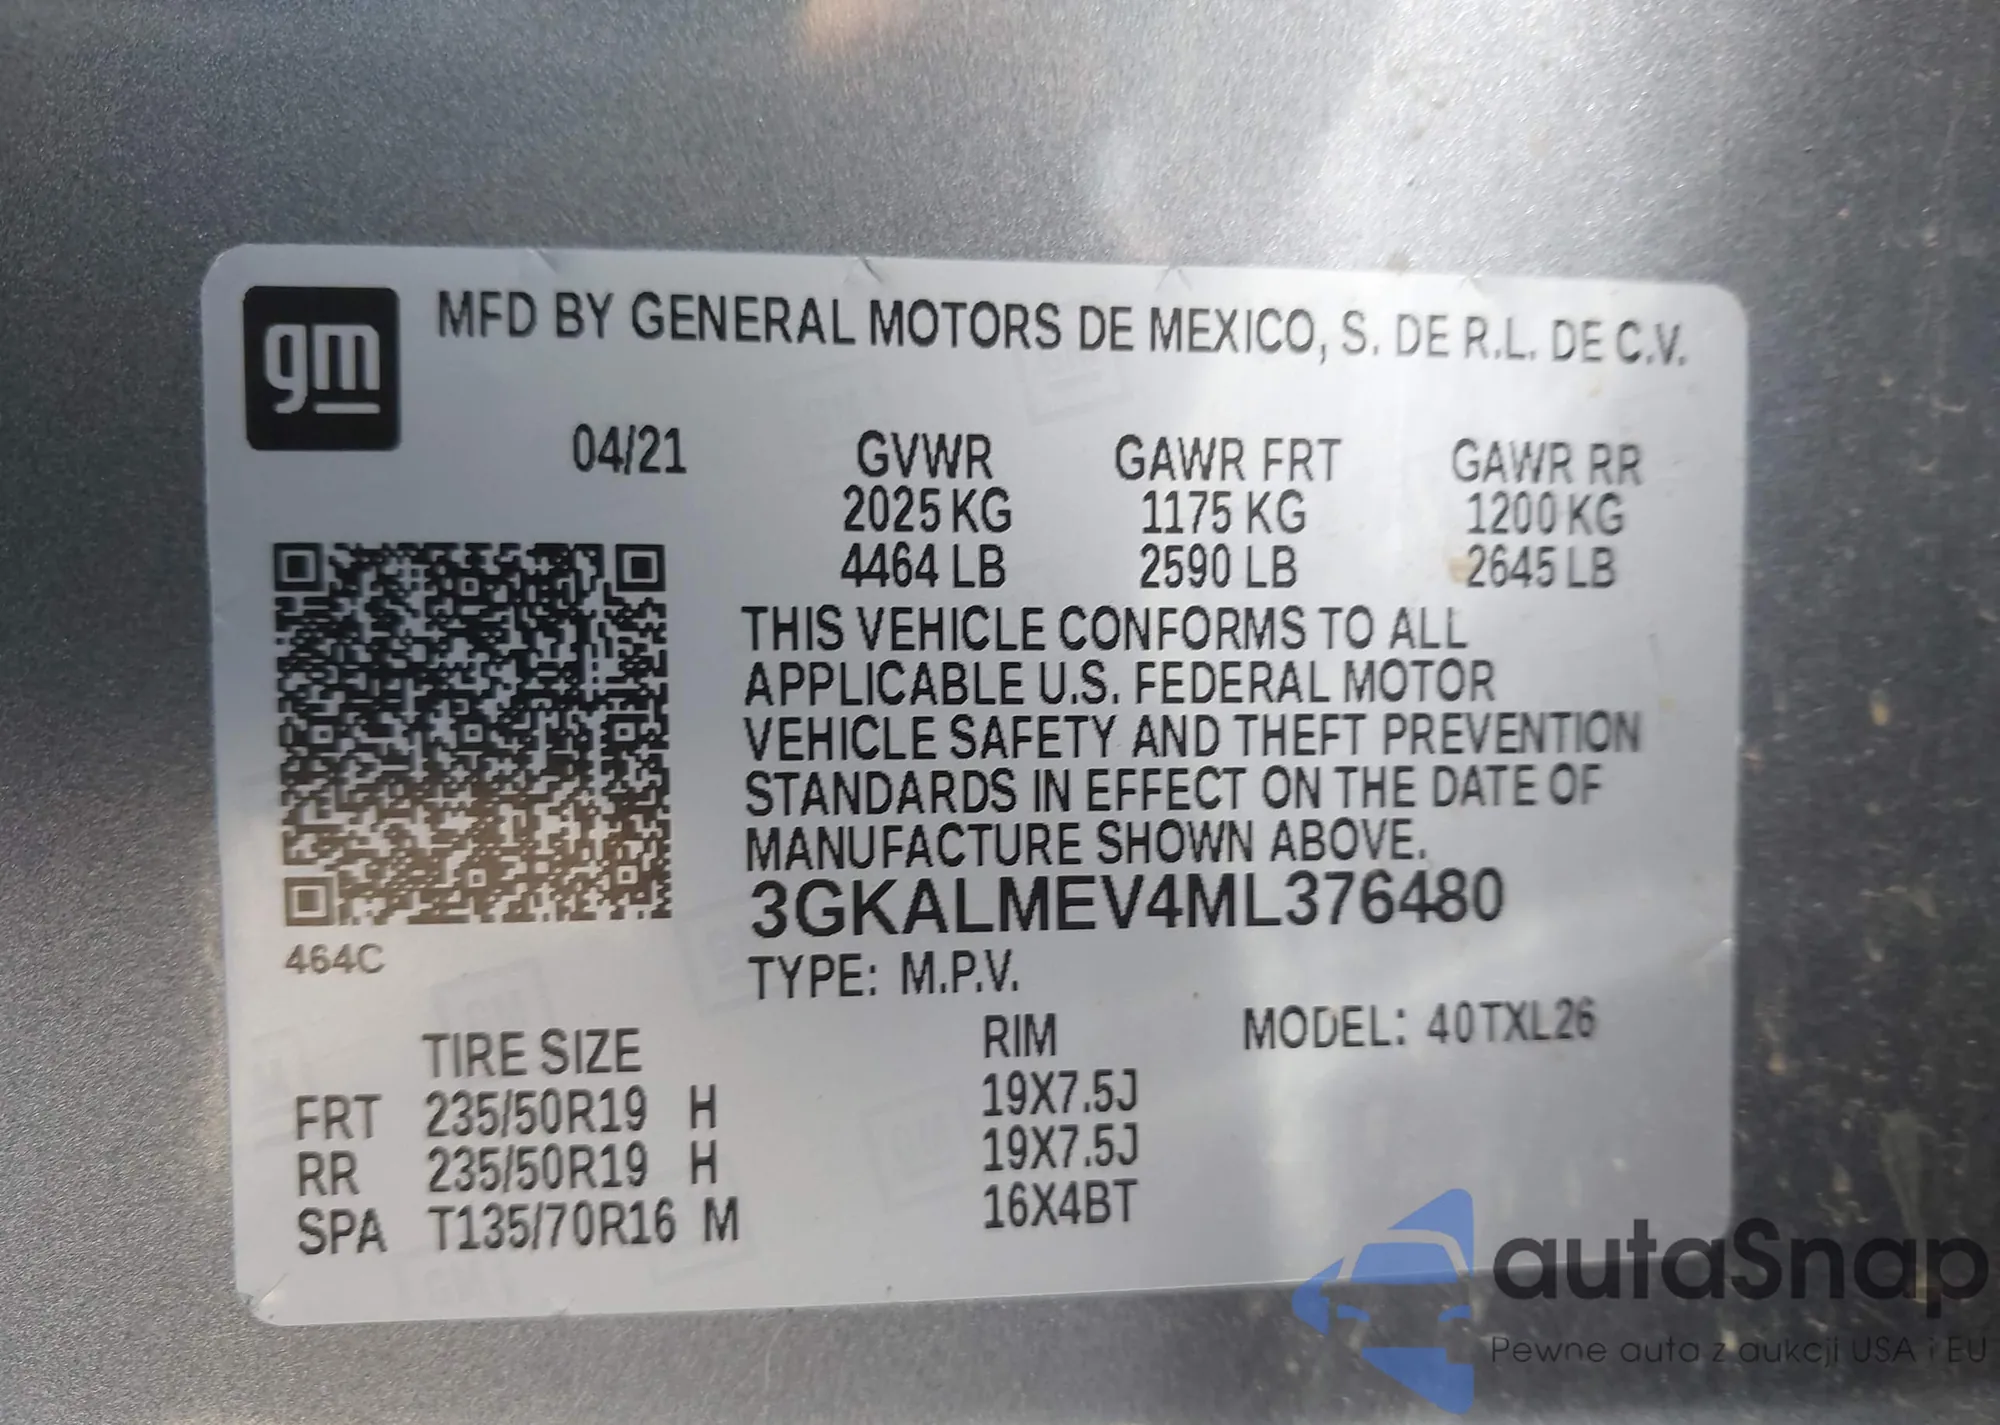 gm
MFD BY GENERAL MOTORS DE MEXICO, S. DE R.L. DE C.V.
04/21 GVWR GAWR FRT GAWR RR
2025 KG 1175 KG 1200 KG
4464 LB 2590 LB 2645 LB
THIS VEHICLE CONFORMS TO ALL
APPLICABLE U.S. FEDERAL MOTOR
VEHICLE SAFETY AND THEFT PREVENTION
STANDARDS IN EFFECT ON THE DATE OF
MANUFACTURE SHOWN ABOVE.
3GKALMEV4ML376480
464C
TYPE: M.P.V.
TIRE SIZE RIM MODEL: 40TXL26
FRT 235/50R19 H 19X7.5J
RR 235/50R19 H 19X7.5J
SPA T135/70R16 M 16X4BT
autaSnap
Pewne auta z aukcji USA i EU